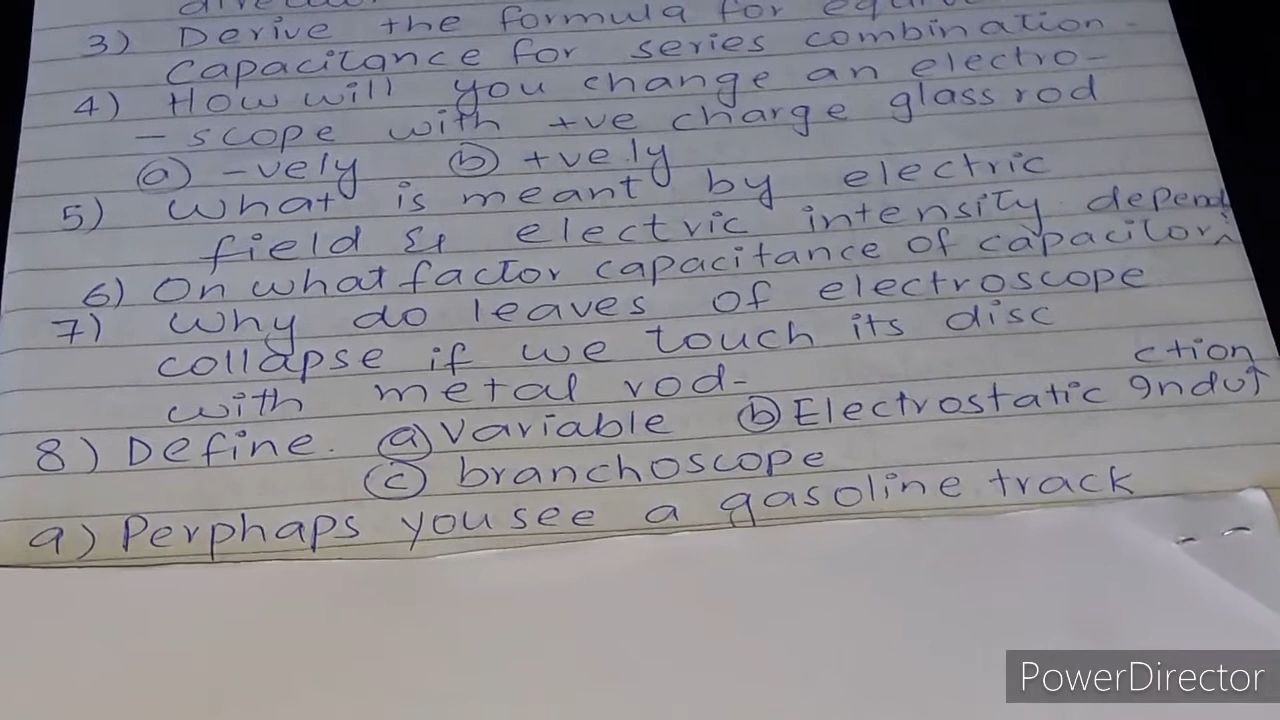 3) Derive the formula for
capacitance for series combination
4) How will you change an electro-
- scope with +ve charge glass rod
(a) -vely (b) +vely
5) What is meant by electric
field & electric intensity
depend
6) On what factor capacitance of capacitor ^
7) Why do leaves of electroscope
collapse if we touch its disc
with metal rod-
ction
8) Define. (a) Variable (b) Electrostatic Indu↑
(c) branchoscope
9) Perphaps you see a gasoline track
PowerDirector